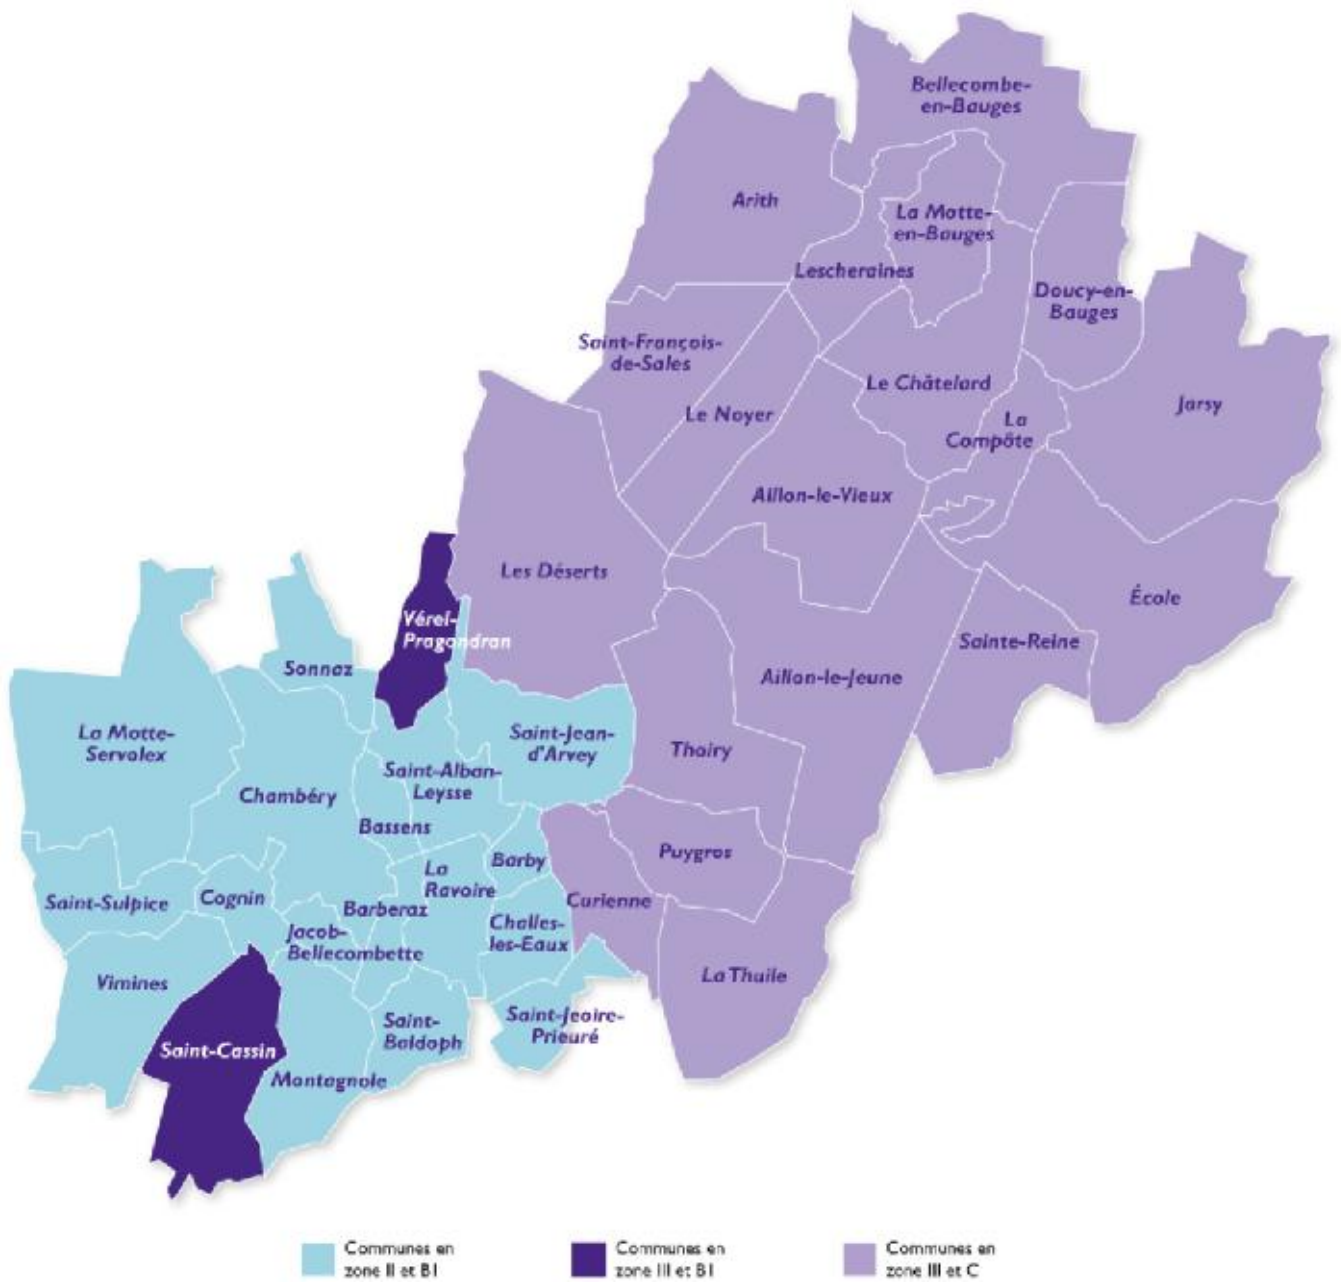 Bellecombe-
en-Bauges
Arith
La Motte-
en-Bauges
Lescheraines
Doucy-en-
Bauges
Saint-François-
de-Sales
Le Châtelard
Jarsy
Le Noyer
La
Compôte
Aillon-le-Vieux
Les Déserts
École
Vérel-
Pragondran
Sainte-Reine
Sonnaz
Aillon-le-Jeune
La Motte-
Servolex
Saint-Jean-
d'Arvey
Thoiry
Saint-Alban-
Leysse
Chambéry
Bassens
Puygros
Barby
La
Ravoire
Saint-Sulpice
Cognin
Barberaz
Curienne
Jacob-
Bellecombette
Challes-
les-Eaux
Vimines
La Thuile
Saint-
Baldoph
Saint-Jeoire-
Prieuré
Saint-Cassin
Montagnole
Communes en
zone II et B1
Communes en
zone III et B1
Communes en
zone III et C